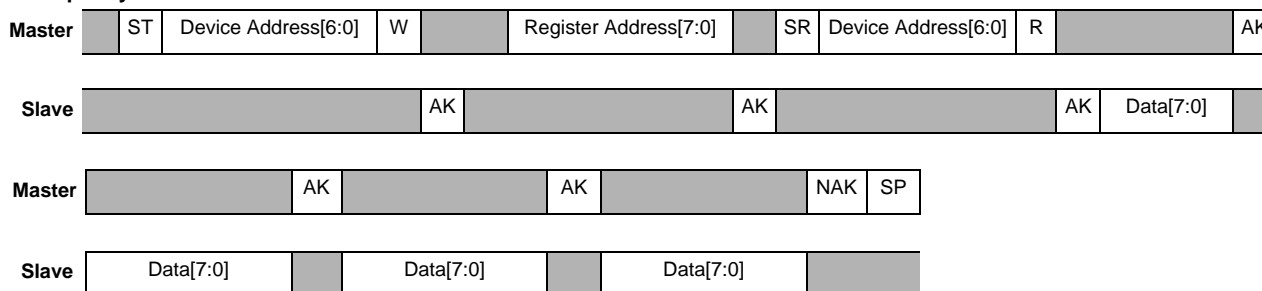 Master ST Device Address[6:0] W Register Address[7:0] SR Device Address[6:0] R AK
Slave AK AK AK Data[7:0]
Master AK AK NAK SP
Slave Data[7:0] Data[7:0] Data[7:0]